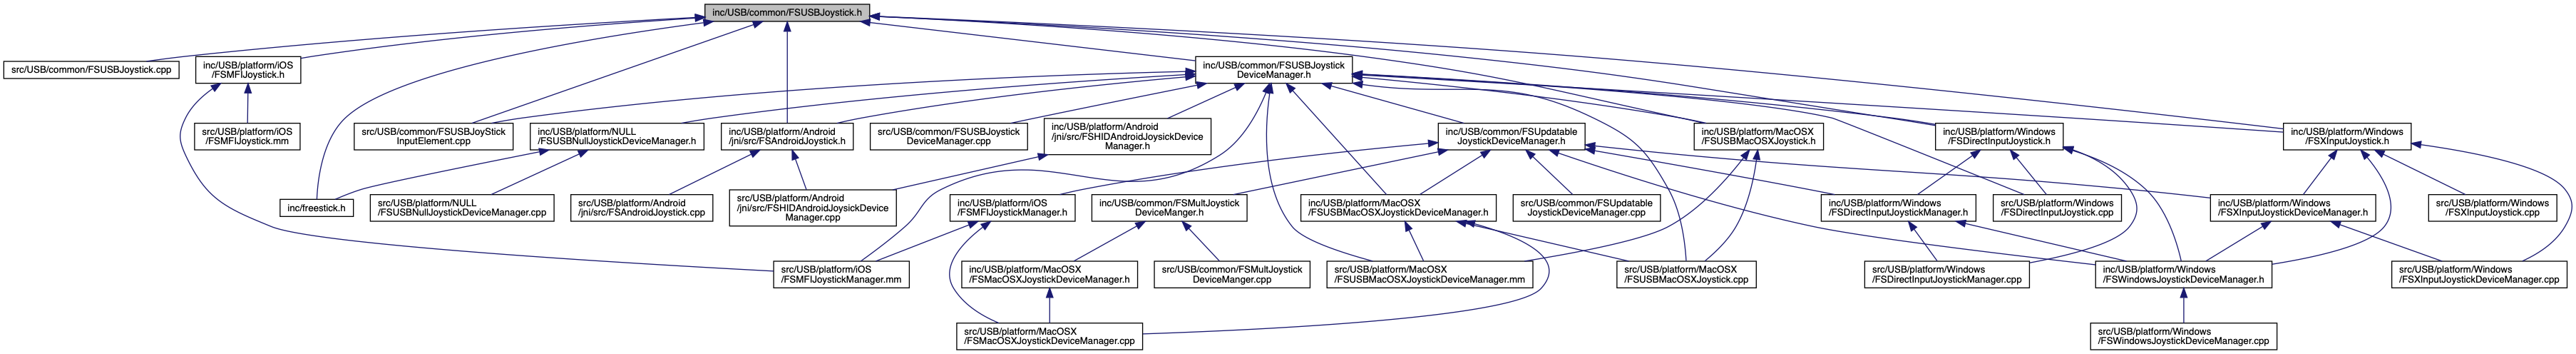 inc/USB/common/FSUSBJoystick.h
src/USB/common/FSUSBJoystick.cpp
inc/USB/platform/iOS
/FSMFIJoystick.h
inc/USB/common/FSUSBJoystick
DeviceManager.h
src/USB/platform/iOS
/FSMFIJoystick.mm
src/USB/common/FSUSBJoyStick
InputElement.cpp
inc/USB/platform/NULL
/FSUSBNullJoystickDeviceManager.h
inc/USB/platform/Android
/jni/src/FSAndroidJoystick.h
src/USB/common/FSUSBJoystick
DeviceManager.cpp
inc/USB/platform/Android
/jni/src/FSHIDAndroidJoysickDevice
Manager.h
inc/USB/common/FSUpdatable
JoystickDeviceManager.h
inc/USB/platform/MacOSX
/FSUSBMacOSXJoystick.h
inc/USB/platform/Windows
/FSDirectInputJoystick.h
inc/USB/platform/Windows
/FSXInputJoystick.h
inc/freestick.h
src/USB/platform/NULL
/FSUSBNullJoystickDeviceManager.cpp
src/USB/platform/Android
/jni/src/FSAndroidJoystick.cpp
src/USB/platform/Android
/jni/src/FSHIDAndroidJoysickDevice
Manager.cpp
inc/USB/platform/iOS
/FSMFIJoystickManager.h
inc/USB/common/FSMultJoystick
DeviceManger.h
inc/USB/platform/MacOSX
/FSUSBMacOSXJoystickDeviceManager.h
src/USB/common/FSUpdatable
JoystickDeviceManager.cpp
inc/USB/platform/Windows
/FSDirectInputJoystickManager.h
src/USB/platform/Windows
/FSDirectInputJoystick.cpp
inc/USB/platform/Windows
/FSXInputJoystickDeviceManager.h
src/USB/platform/Windows
/FSXInputJoystick.cpp
src/USB/platform/iOS
/FSMFIJoystickManager.mm
inc/USB/platform/MacOSX
/FSMacOSXJoystickDeviceManager.h
src/USB/common/FSMultJoystick
DeviceManger.cpp
src/USB/platform/MacOSX
/FSUSBMacOSXJoystickDeviceManager.mm
src/USB/platform/MacOSX
/FSUSBMacOSXJoystick.cpp
src/USB/platform/Windows
/FSDirectInputJoystickManager.cpp
inc/USB/platform/Windows
/FSWindowsJoystickDeviceManager.h
src/USB/platform/Windows
/FSXInputJoystickDeviceManager.cpp
src/USB/platform/MacOSX
/FSMacOSXJoystickDeviceManager.cpp
src/USB/platform/Windows
/FSWindowsJoystickDeviceManager.cpp